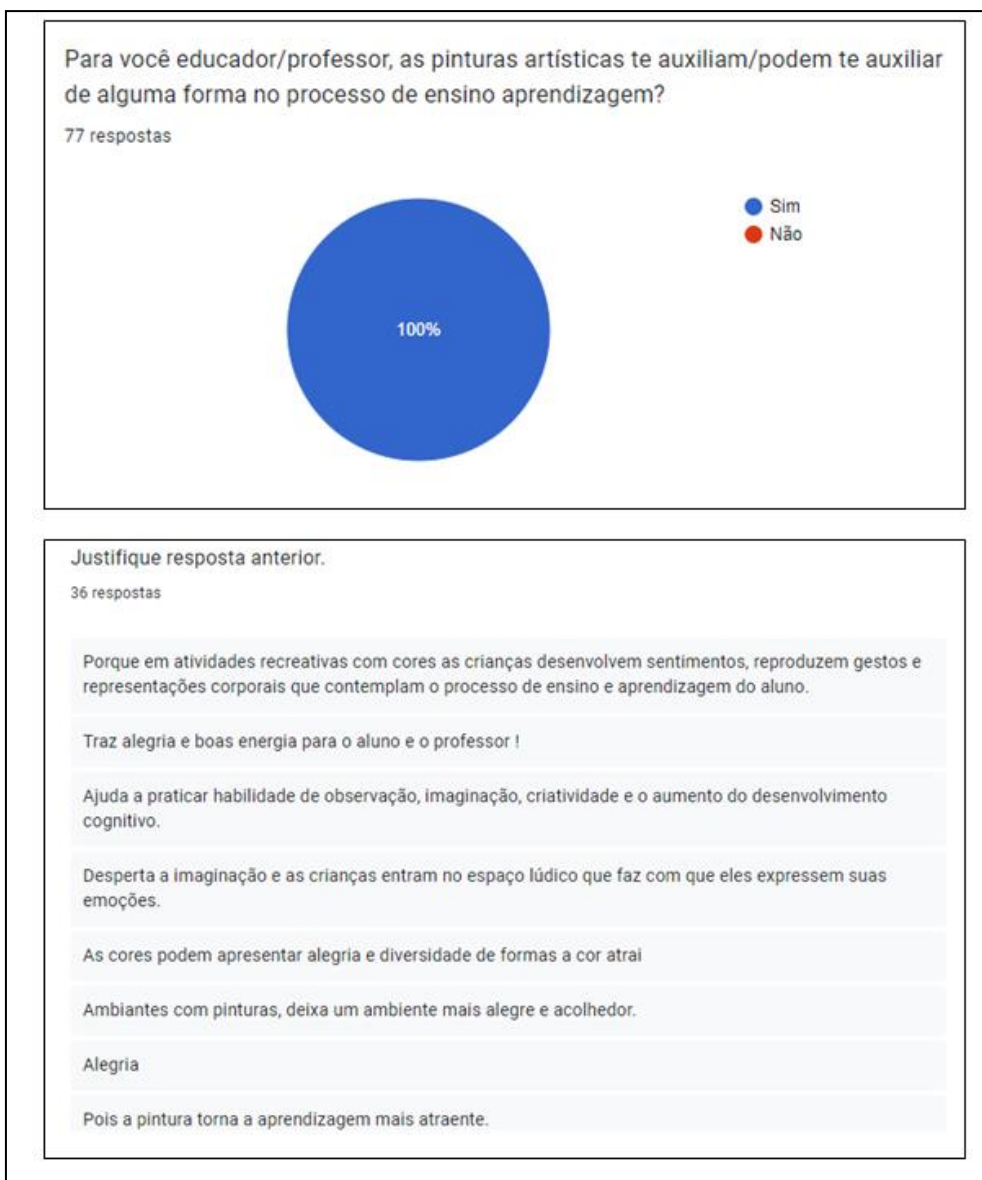 Para você educador/professor, as pinturas artísticas te auxiliam/podem te auxiliar
de alguma forma no processo de ensino aprendizagem?
77 respostas
Sim
Não
100%
Justifique resposta anterior.
36 respostas
Porque em atividades recreativas com cores as crianças desenvolvem sentimentos, reproduzem gestos e
representações corporais que contemplam o processo de ensino e aprendizagem do aluno.
Traz alegria e boas energia para o aluno e o professor !
Ajuda a praticar habilidade de observação, imaginação, criatividade e o aumento do desenvolvimento
cognitivo.
Desperta a imaginação e as crianças entram no espaço lúdico que faz com que eles expressem suas
emoções.
As cores podem apresentar alegria e diversidade de formas a cor atrai
Ambiantes com pinturas, deixa um ambiente mais alegre e acolhedor.
Alegria
Pois a pintura torna a aprendizagem mais atraente.